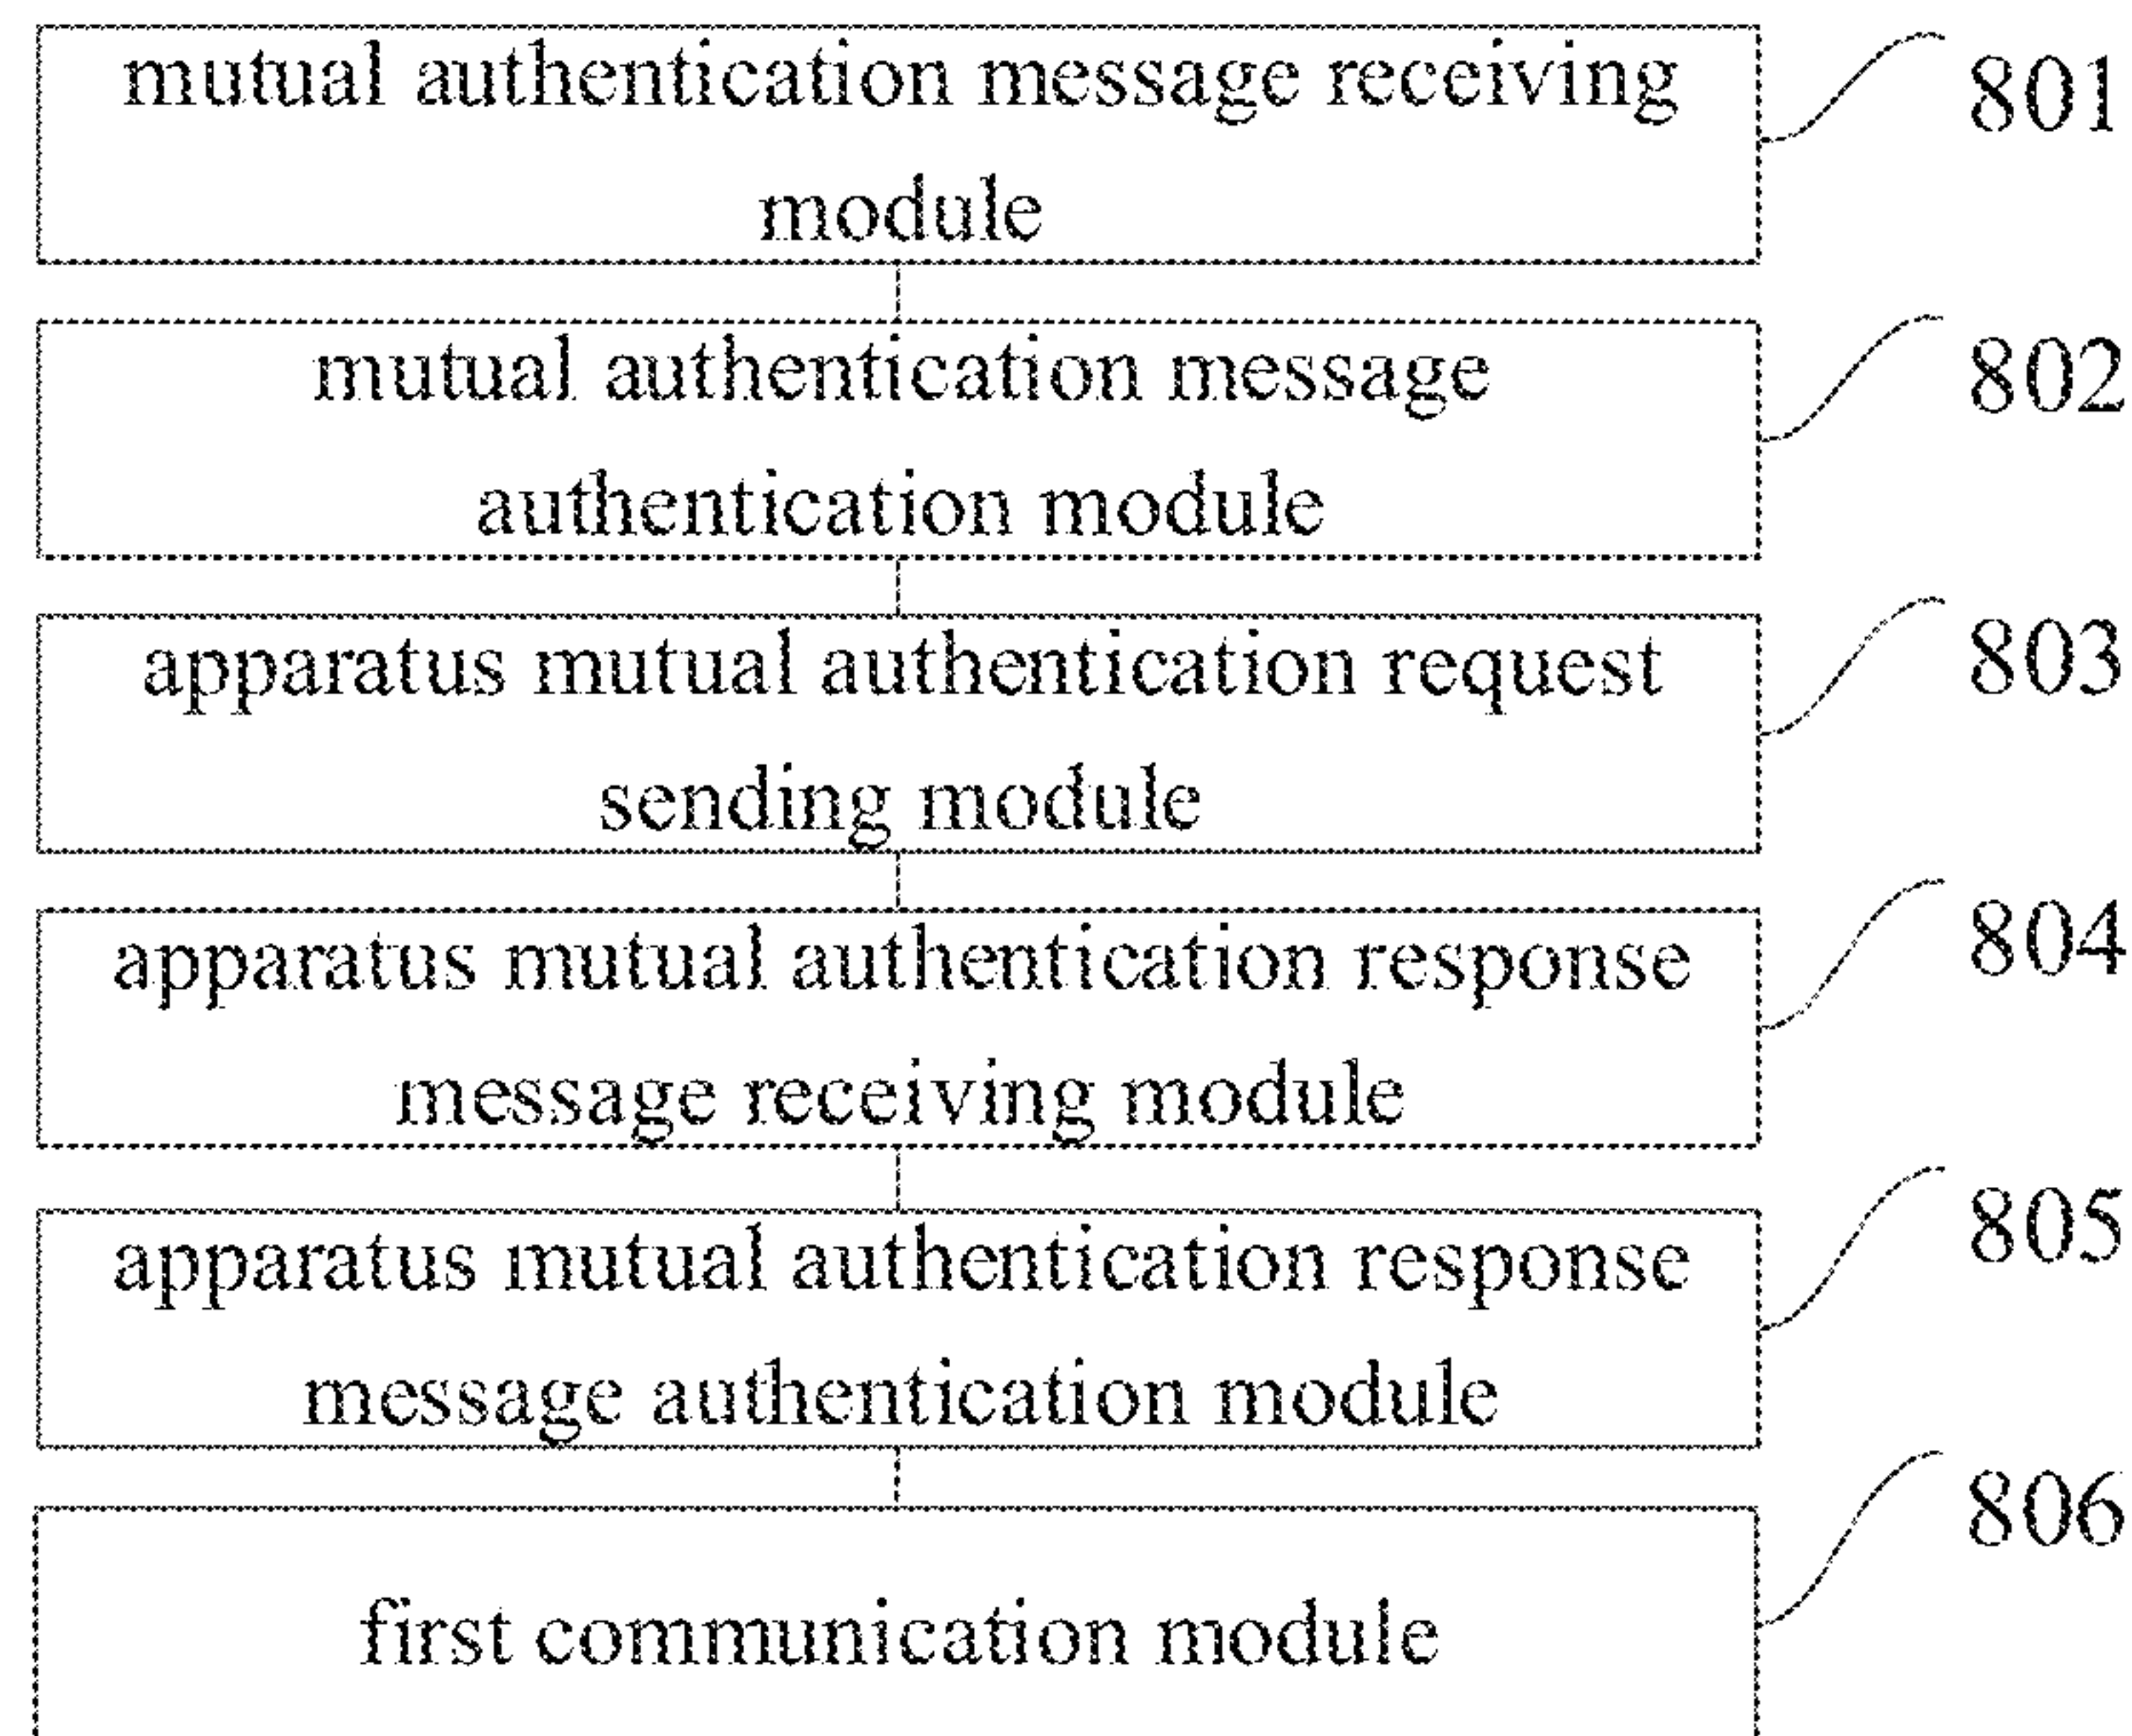 mutual authentication message receiving
module
801
mutual authentication message
authentication module
802
apparatus mutual authentication request
sending module
803
apparatus mutual authentication response
message receiving module
804
apparatus mutual authentication response
message authentication module
805
first communication module
806